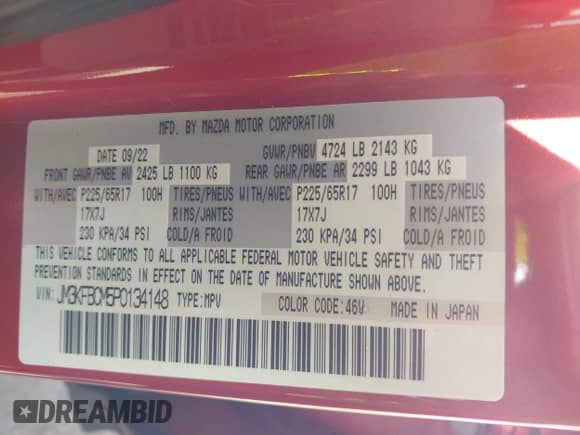 MFD. BY MAZDA MOTOR CORPORATION
DATE 09/22 GVWR/PNBV 4724 LB 2143 KG
FRONT GAWR/PNBE AV 2425 LB 1100 KG REAR GAWR/PNBE AR 2299 LB 1043 KG
WITH/AVEC P225/65R17 100H TIRES/PNEUS WITH/AVEC P225/65R17 100H TIRES/PNEUS
17X7J RIMS/JANTES 17X7J RIMS/JANTES
230 KPA/34 PSI COLD/A FROID 230 KPA/34 PSI COLD/A FROID
THIS VEHICLE CONFORMS TO ALL APPLICABLE FEDERAL MOTOR VEHICLE SAFETY AND THEFT
PREVENTION STANDARDS IN EFFECT ON THE DATE OF MANUFACTURE SHOWN ABOVE.
VIN: JM3KFBCM5P0134148 TYPE:MPV COLOR CODE:46V MADE IN JAPAN
DREAMBID